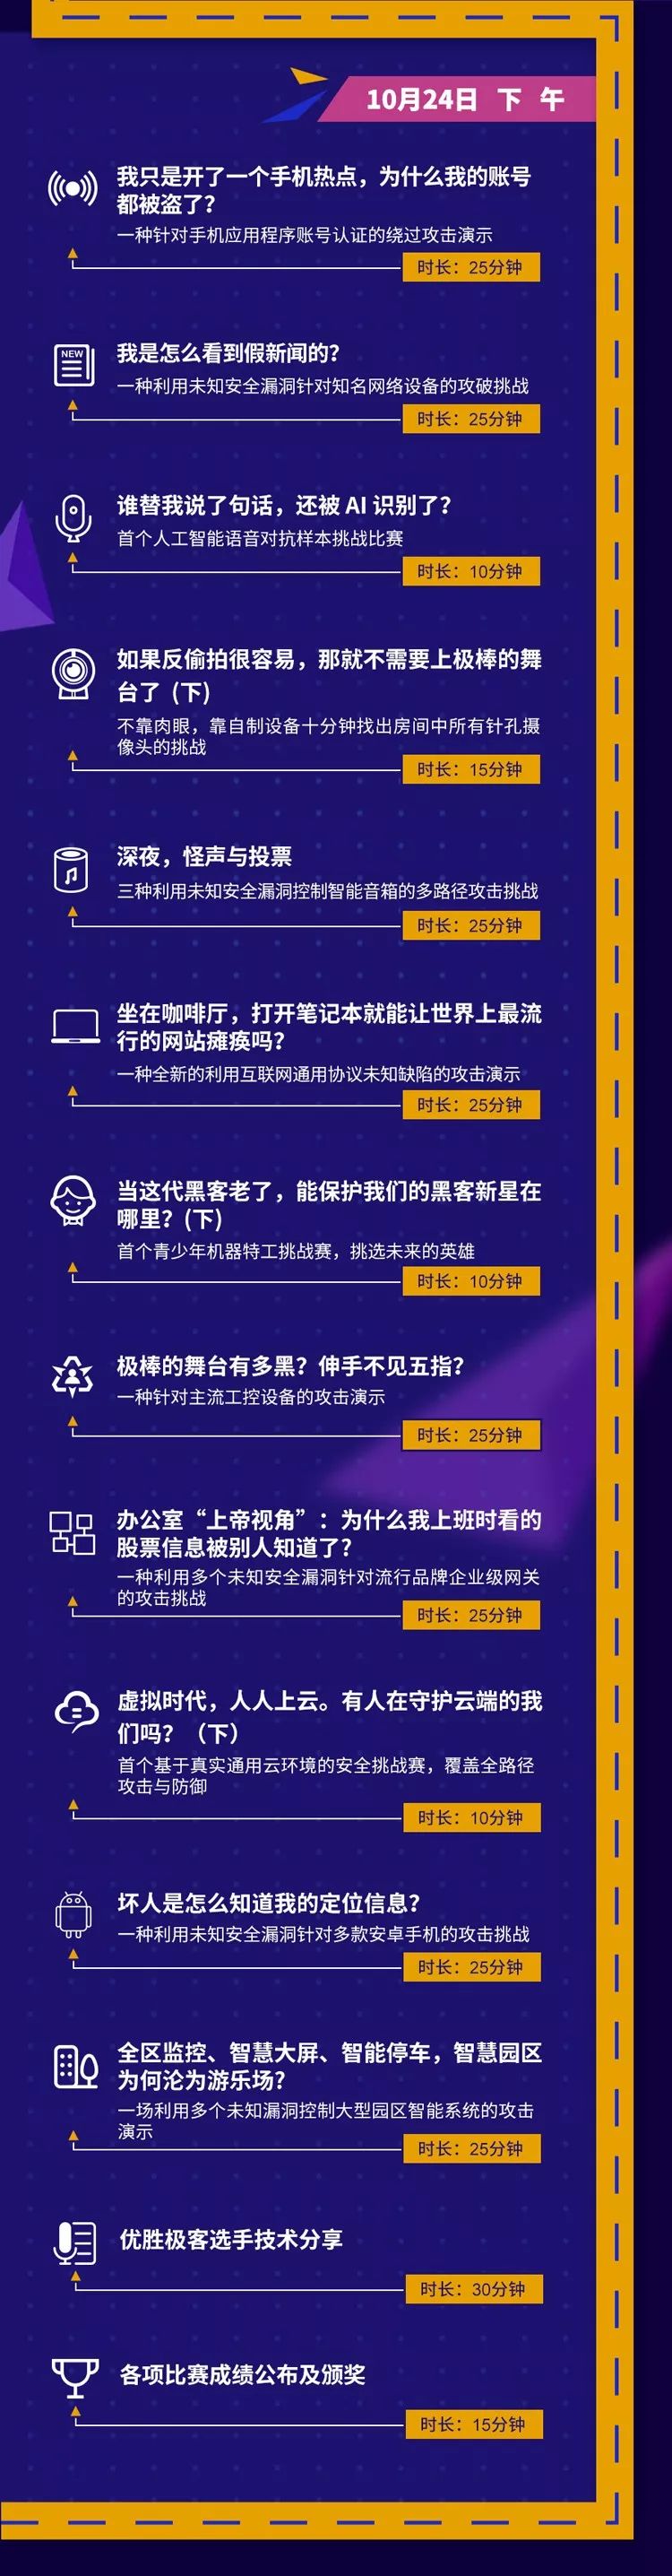 10月24日 下 午
我只是开了一个手机热点，为什么我的账号
都被盗了？
一种针对手机应用程序账号认证的绕过攻击演示
时长：25分钟
NEW
我是怎么看到假新闻的？
一种利用未知安全漏洞针对知名网络设备的攻破挑战
时长：25分钟
谁替我说了句话，还被 AI 识别了？
首个人工智能语音对抗样本挑战比赛
时长：10分钟
如果反偷拍很容易，那就不需要上极棒的舞
台了（下）
不靠肉眼，靠自制设备十分钟找出房间中所有针孔摄
像头的挑战
时长：15分钟
深夜，怪声与投票
三种利用未知安全漏洞控制智能音箱的多路径攻击挑战
时长：25分钟
坐在咖啡厅，打开笔记本就能让世界上最流
行的网站瘫痪吗？
一种全新的利用互联网通用协议未知缺陷的攻击演示
时长：25分钟
当这代黑客老了，能保护我们的黑客新星在
哪里？(下)
首个青少年机器特工挑战赛，挑选未来的英雄
时长：10分钟
极棒的舞台有多黑？伸手不见五指？
一种针对主流工控设备的攻击演示
时长：25分钟
办公室“上帝视角”：为什么我上班时看的
股票信息被别人知道了？
一种利用多个未知安全漏洞针对流行品牌企业级网关
的攻击挑战
时长：25分钟
虚拟时代，人人上云。有人在守护云端的我
们吗？（下）
首个基于真实通用云环境的安全挑战赛，覆盖全路径
攻击与防御
时长：10分钟
坏人是怎么知道我的定位信息？
一种利用未知安全漏洞针对多款安卓手机的攻击挑战
时长：25分钟
全区监控、智慧大屏、智能停车，智慧园区
为何沦为游乐场？
一场利用多个未知漏洞控制大型园区智能系统的攻击
演示
时长：25分钟
优胜极客选手技术分享
时长：30分钟
各项比赛成绩公布及颁奖
时长：15分钟